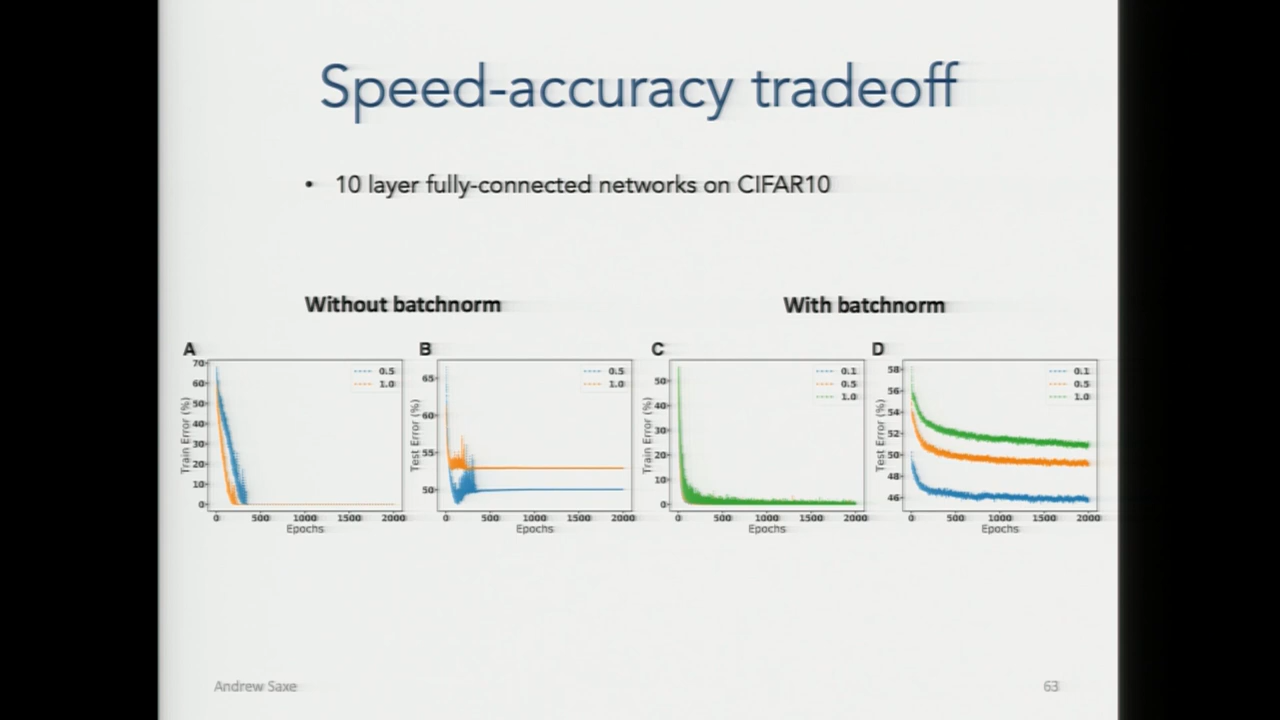 Speed-accuracy tradeoff
• 10 layer fully-connected networks on CIFAR10
Without batchnorm
With batchnorm
A
70
60
50
40
30
20
10
0
Train Error (%)
0 500 1000 1500 2000
Epochs
0.5
1.0
B
65
60
55
50
Test Error (%)
0 500 1000 1500 2000
Epochs
0.5
1.0
C
50
40
30
20
10
0
Train Error (%)
0 500 1000 1500 2000
Epochs
0.1
0.5
1.0
D
58
56
54
52
50
48
46
Test Error (%)
0 500 1000 1500 2000
Epochs
0.1
0.5
1.0
Andrew Saxe
63